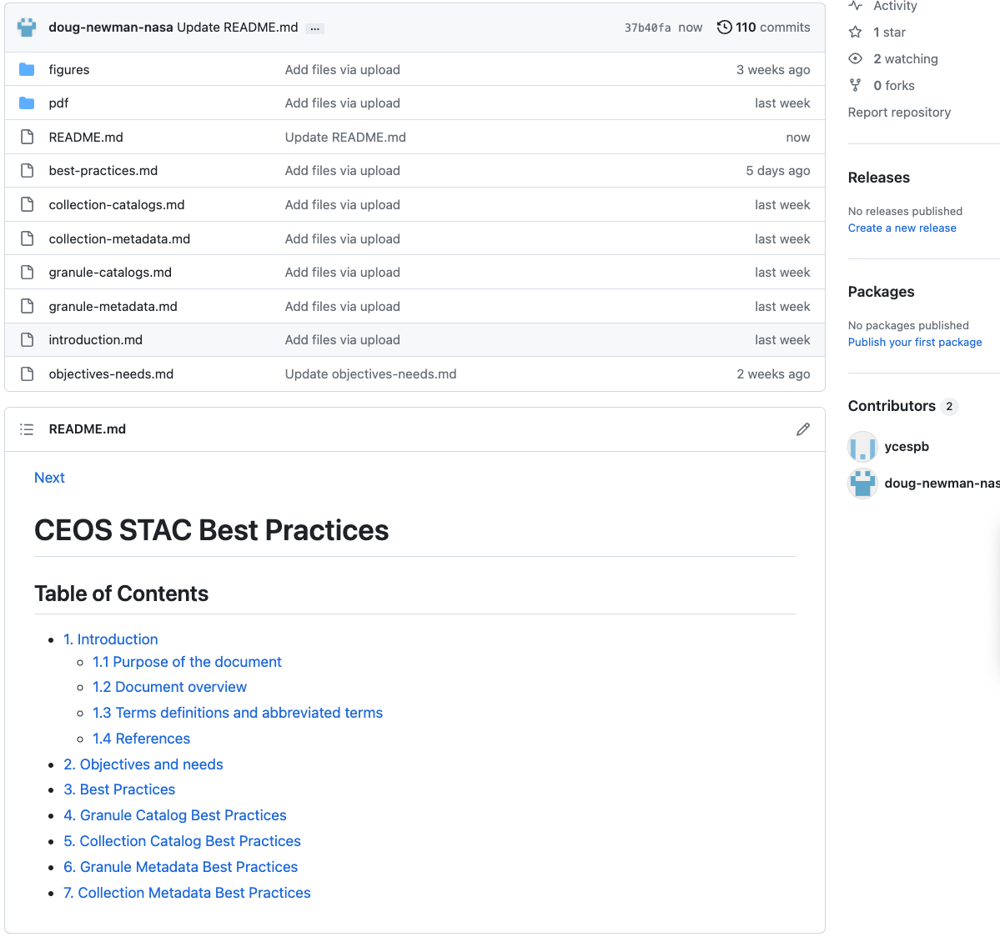 doug-newman-nasa Update README.md ... 37b40fa now 110 commits
figures Add files via upload 3 weeks ago
pdf Add files via upload last week
README.md Update README.md now
best-practices.md Add files via upload 5 days ago
collection-catalogs.md Add files via upload last week
collection-metadata.md Add files via upload last week
granule-catalogs.md Add files via upload last week
granule-metadata.md Add files via upload last week
introduction.md Add files via upload last week
objectives-needs.md Update objectives-needs.md 2 weeks ago
README.md
Next
CEOS STAC Best Practices
Table of Contents
1. Introduction
1.1 Purpose of the document
1.2 Document overview
1.3 Terms definitions and abbreviated terms
1.4 References
2. Objectives and needs
3. Best Practices
4. Granule Catalog Best Practices
5. Collection Catalog Best Practices
6. Granule Metadata Best Practices
7. Collection Metadata Best Practices
Activity
1 star
2 watching
0 forks
Report repository
Releases
No releases published
Create a new release
Packages
No packages published
Publish your first package
Contributors 2
ycespb
doug-newman-nas